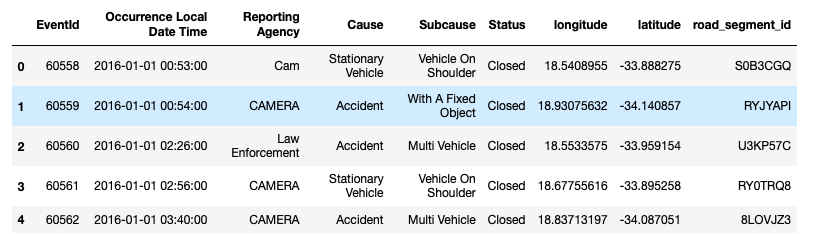 EventId Occurrence Local Date Time Reporting Agency Cause Subcause Status longitude latitude road_segment_id
0 60558 2016-01-01 00:53:00 Cam Stationary Vehicle Vehicle On Shoulder Closed 18.5408955 -33.888275 S0B3CGQ
1 60559 2016-01-01 00:54:00 CAMERA Accident With A Fixed Object Closed 18.93075632 -34.140857 RYJYAPI
2 60560 2016-01-01 02:26:00 Law Enforcement Accident Multi Vehicle Closed 18.5533575 -33.959154 U3KP57C
3 60561 2016-01-01 02:56:00 CAMERA Stationary Vehicle Vehicle On Shoulder Closed 18.67755616 -33.895258 RY0TRQ8
4 60562 2016-01-01 03:40:00 CAMERA Accident Multi Vehicle Closed 18.83713197 -34.087051 8LOVJZ3